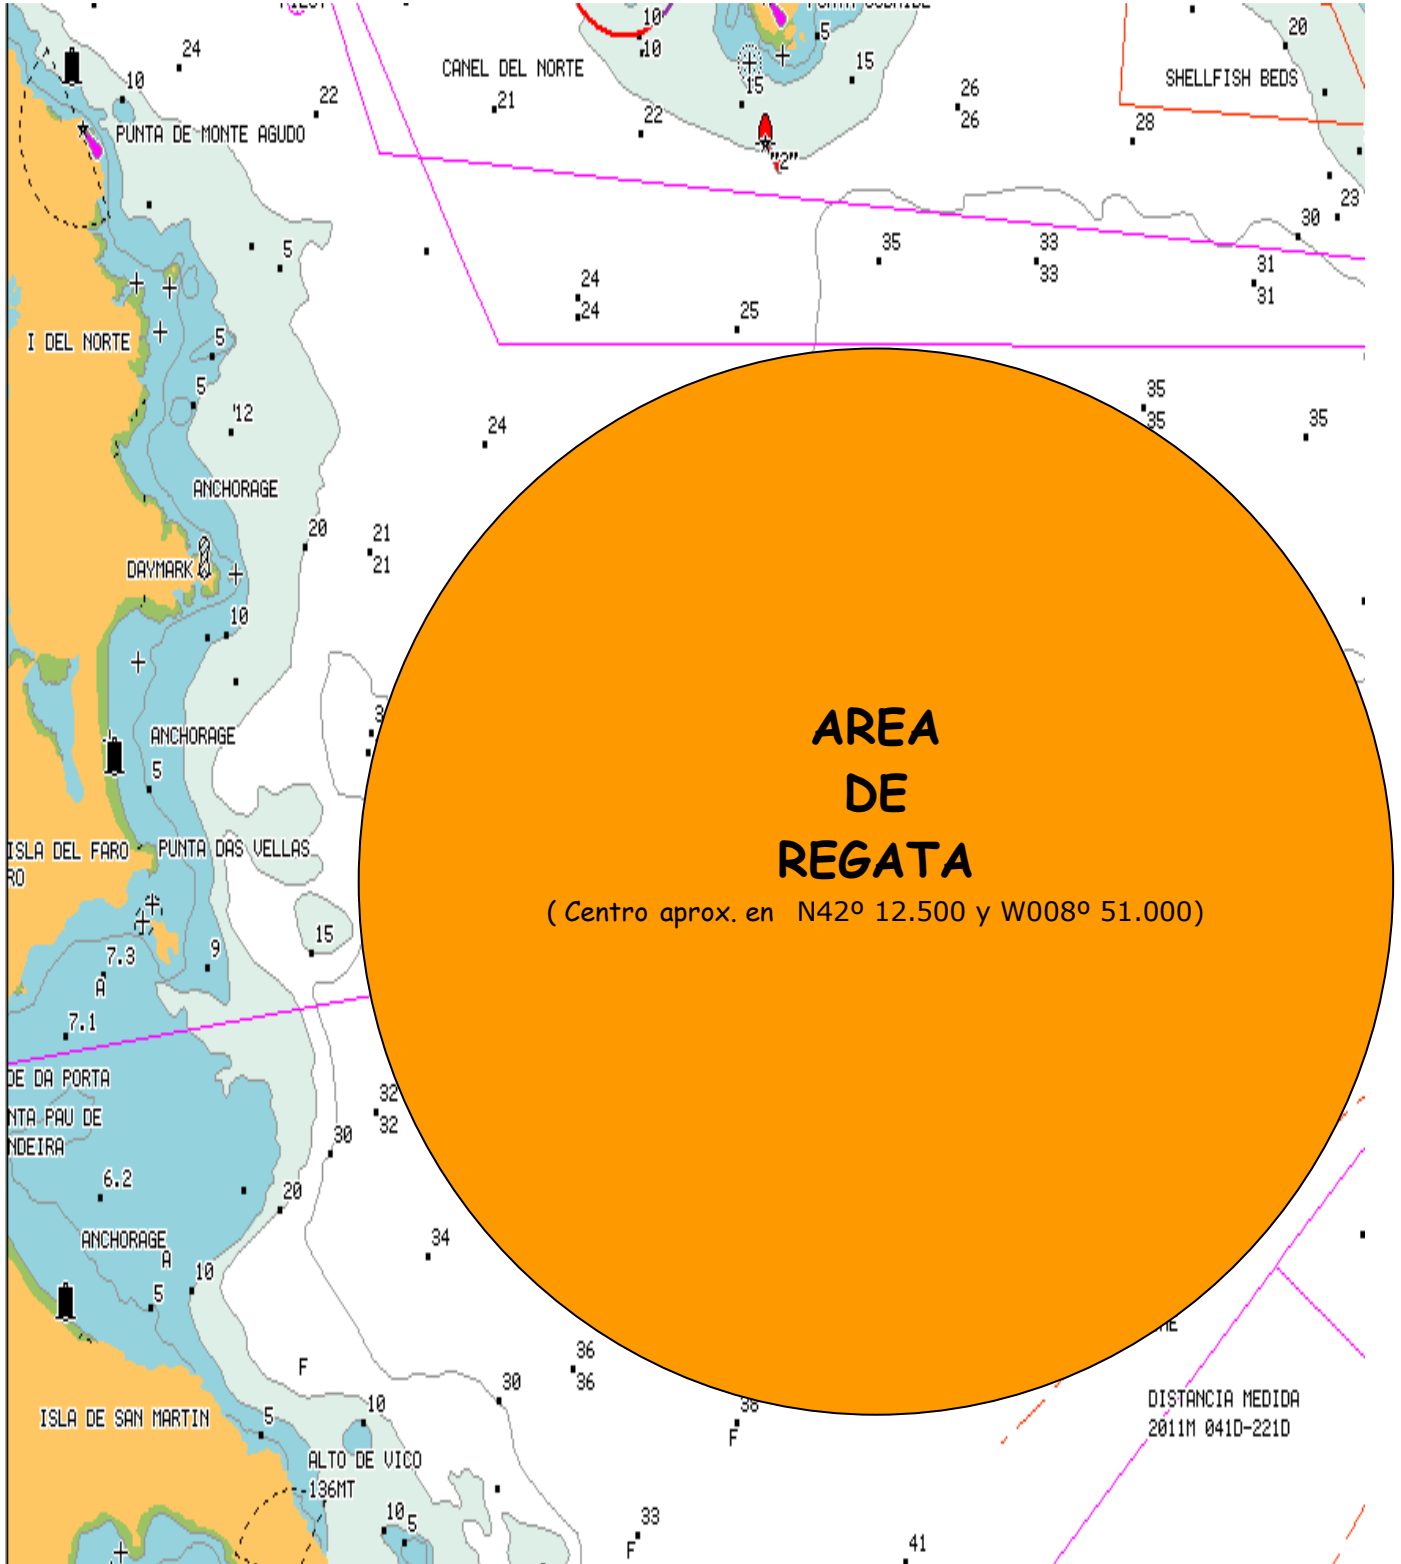 10
10
5
15
20
24
CANEL DEL NORTE
SHELLFISH BEDS
10
22
21
15
26
26
22
28
PUNTA DE MONTE AGUDO
"2"
23
30
5
35
33
33
31
31
24
24
25
I DEL NORTE
5
5
35
35
35
12
24
ANCHORAGE
20
21
21
DAYMARK
10
ANCHORAGE
5
AREA
DE
REGATA
( Centro aprox. en N42º 12.500 y W008º 51.000)
ISLA DEL FARO
RO
PUNTA DAS VELLAS
15
7.3
9
A
7.1
DE DA PORTA
NTA PAU DE
NDEIRA
32
32
30
6.2
20
ANCHORAGE
A
34
10
5
36
36
F
30
10
38
F
DISTANCIA MEDIDA
2011M 041D-221D
ISLA DE SAN MARTIN
5
ALTO DE VICO
136MT
10
5
33
F
41